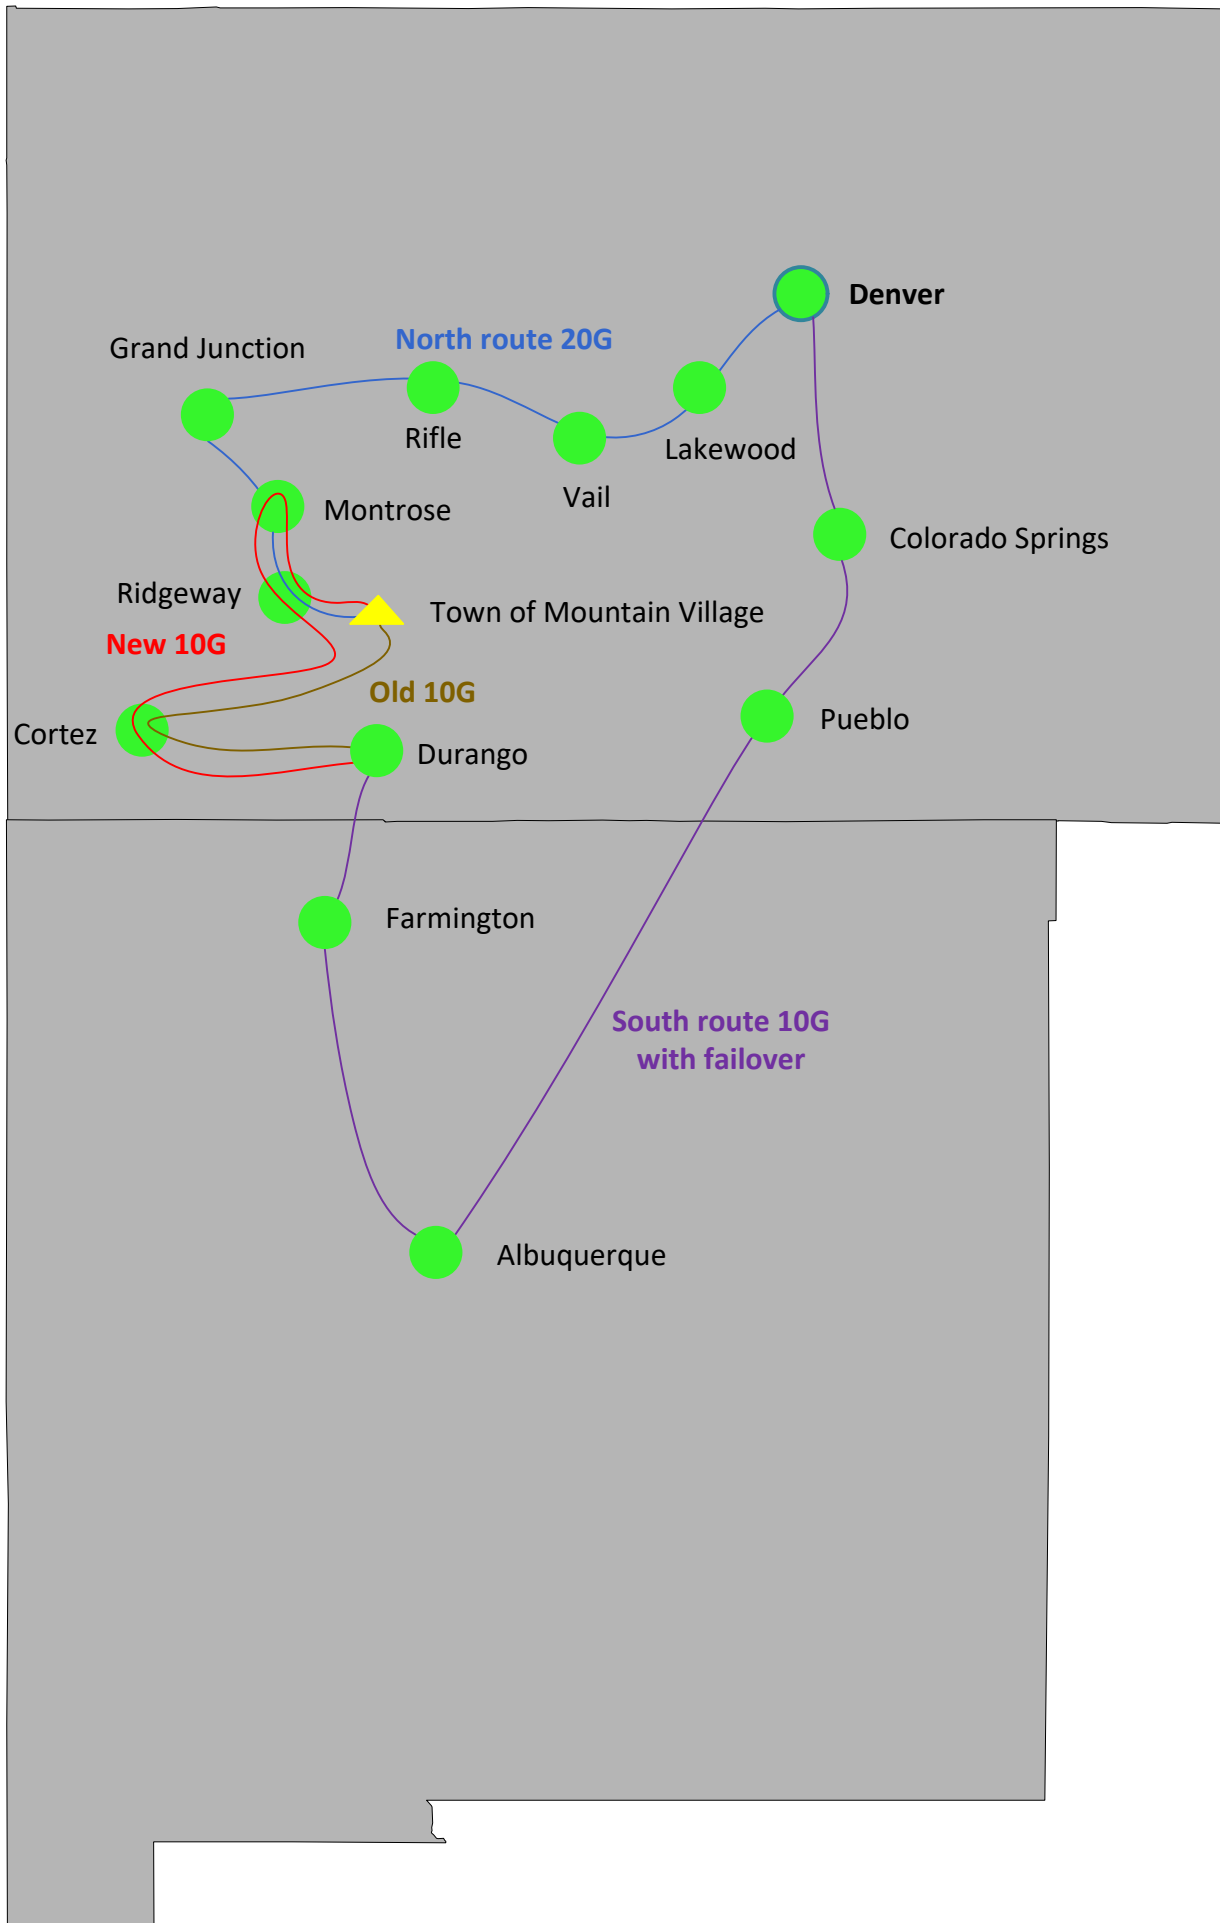 Denver
North route 20G
Grand Junction
Rifle
Lakewood
Vail
Montrose
Colorado Springs
Ridgeway
Town of Mountain Village
New 10G
Old 10G
Pueblo
Cortez
Durango
Farmington
South route 10G
with failover
Albuquerque